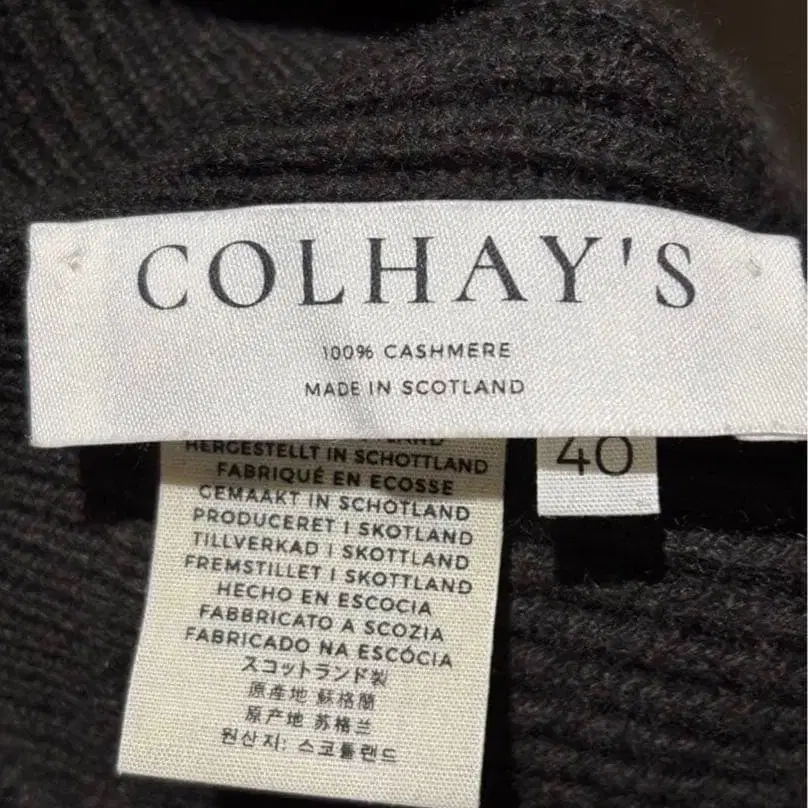 COLHAY'S
100% CASHMERE
MADE IN SCOTLAND
40
HERGESTELLT IN SCHOTTLAND
FABRIQUÉ EN ECOSSE
GEMAAKT IN SCHOTLAND
PRODUCERET I SKOTLAND
TILLVERKAD I SKOTTLAND
FREMSTILLET I SKOTTLAND
HECHO EN ESCOCIA
FABBRICATO A SCOZIA
FABRICADO NA ESCÓCIA
スコットランド製
原產地 蘇格蘭
原产地 苏格兰
원산지: 스코틀랜드